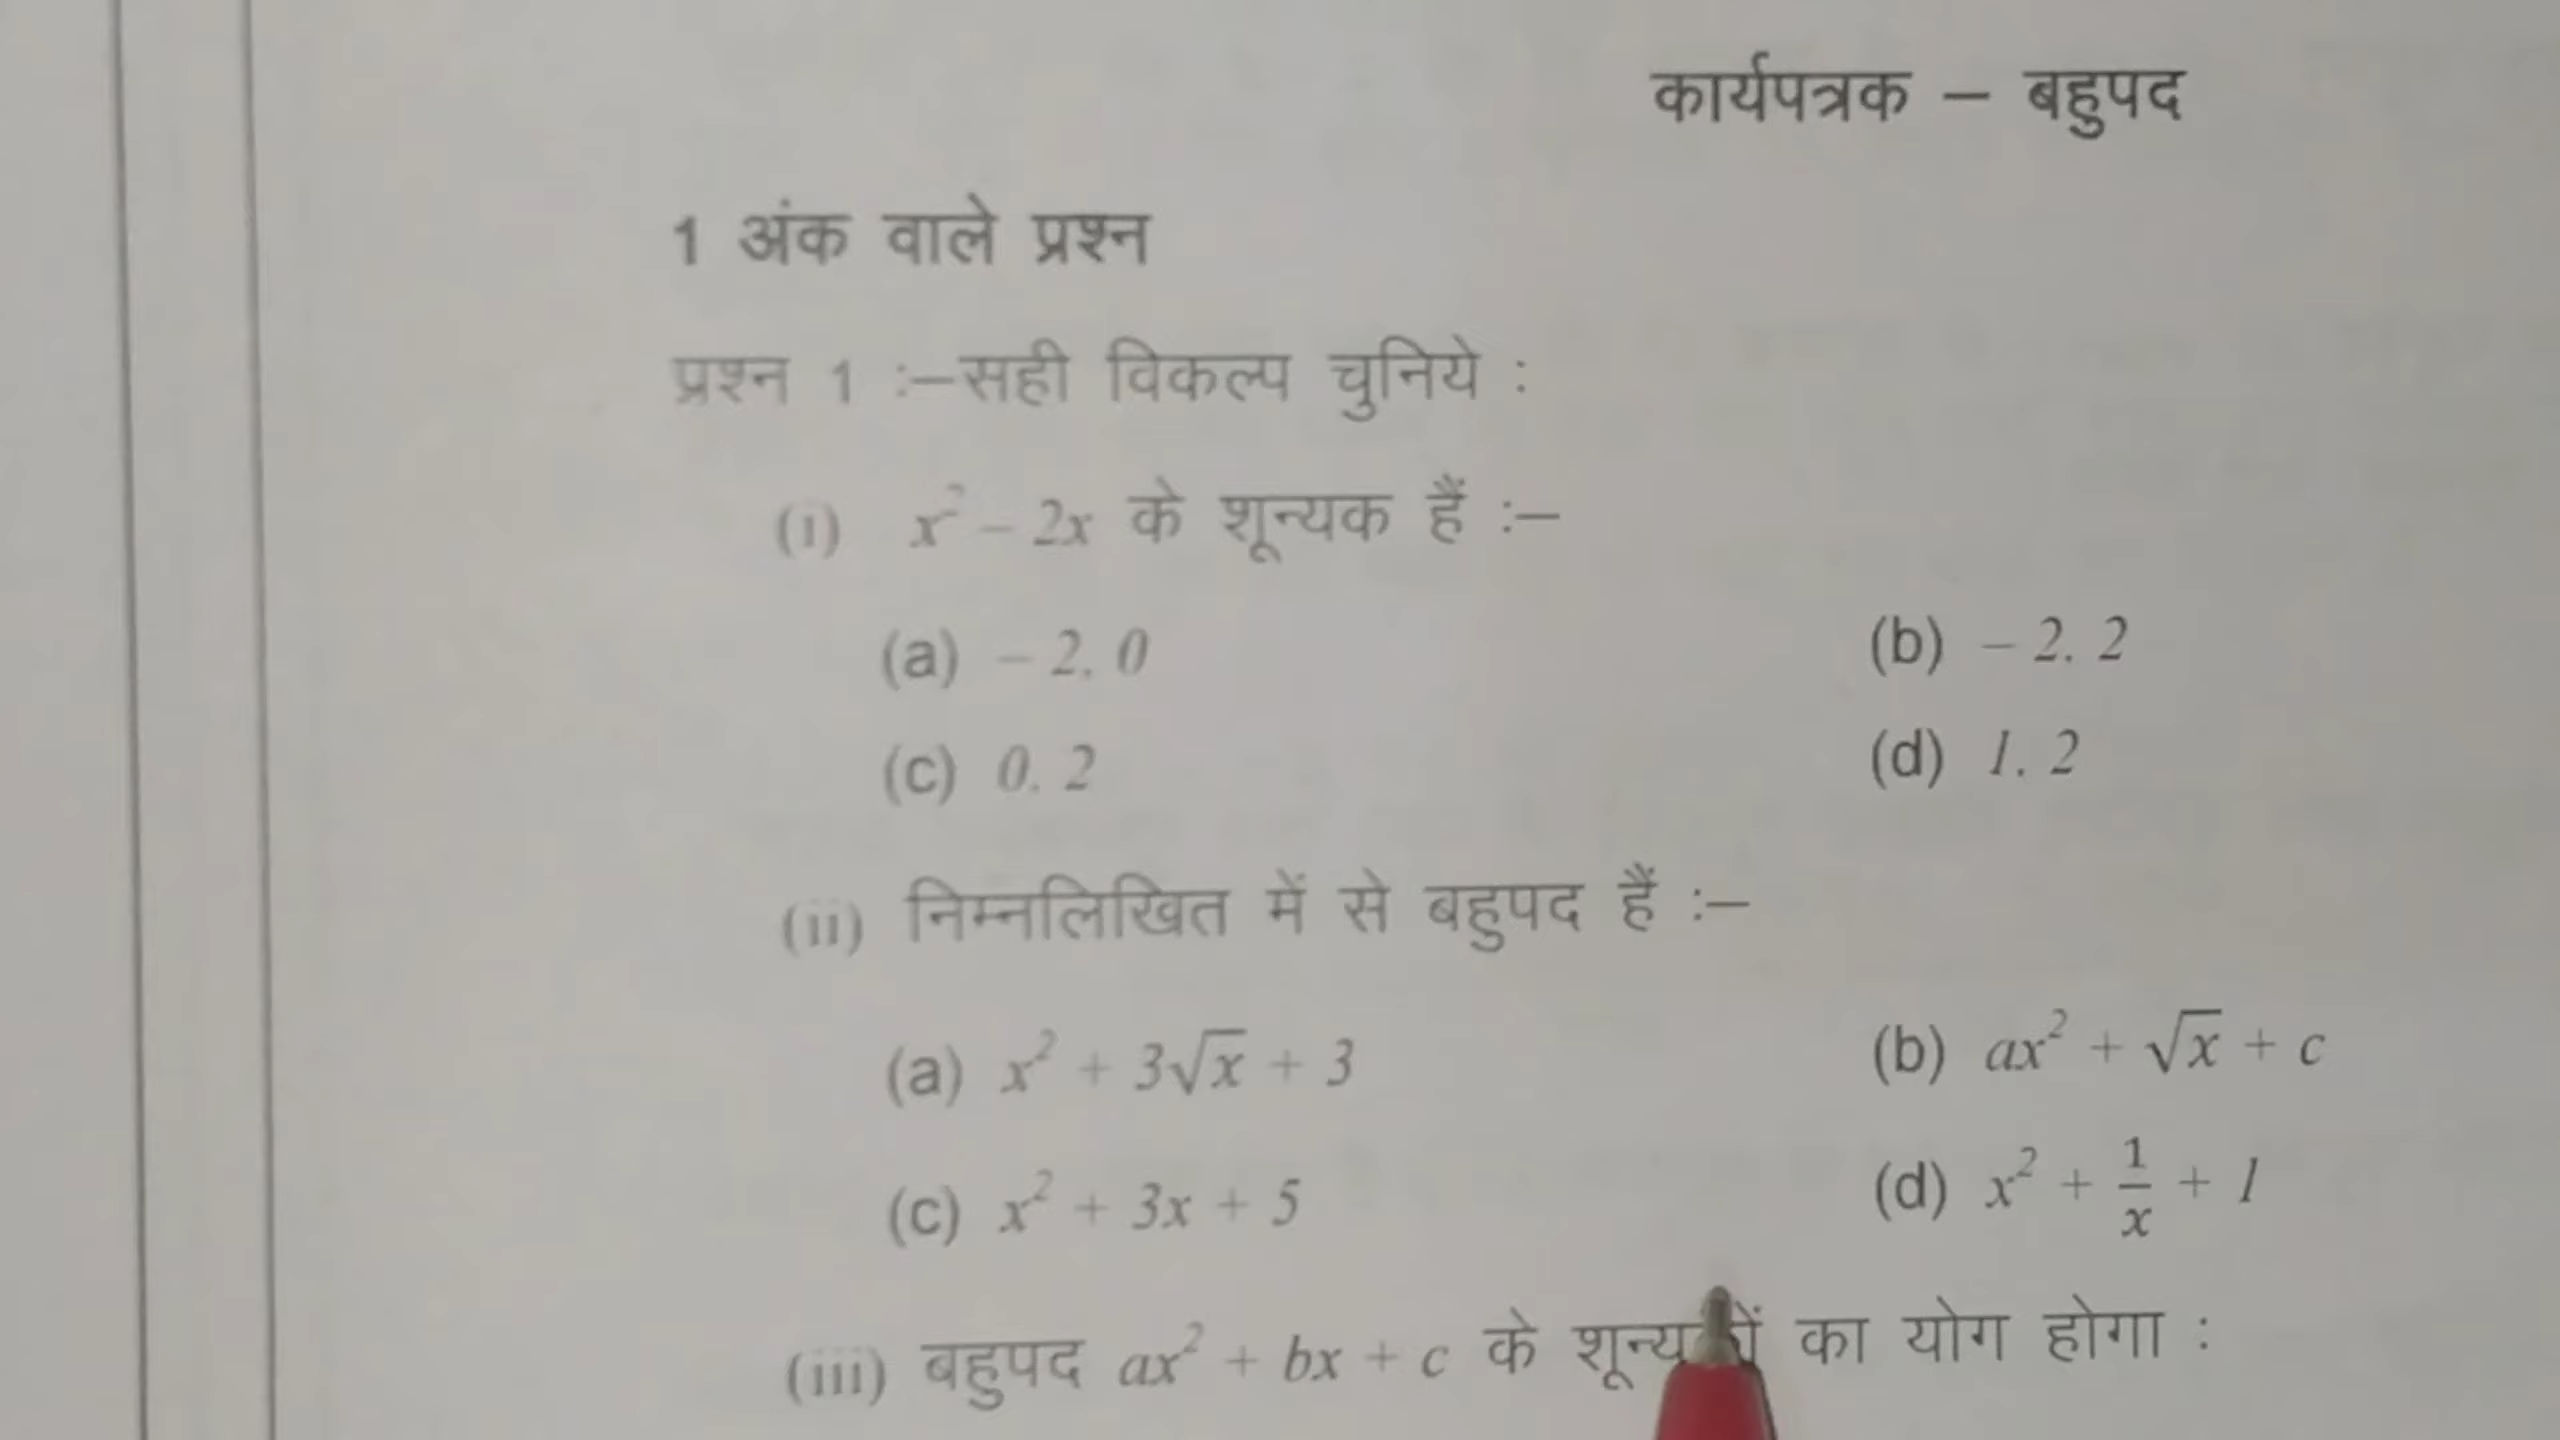 कार्यपत्रक – बहुपद
1 अंक वाले प्रश्न
प्रश्न 1 :–सही विकल्प चुनिये :
(i) x² – 2x के शून्यक हैं :–
(a) – 2, 0 (b) – 2, 2
(c) 0, 2 (d) 1, 2
(ii) निम्नलिखित में से बहुपद हैं :–
(a) x² + 3√x + 3 (b) ax² + √x + c
(c) x² + 3x + 5 (d) x² + 1/x + 1
(iii) बहुपद ax² + bx + c के का योग होगा :